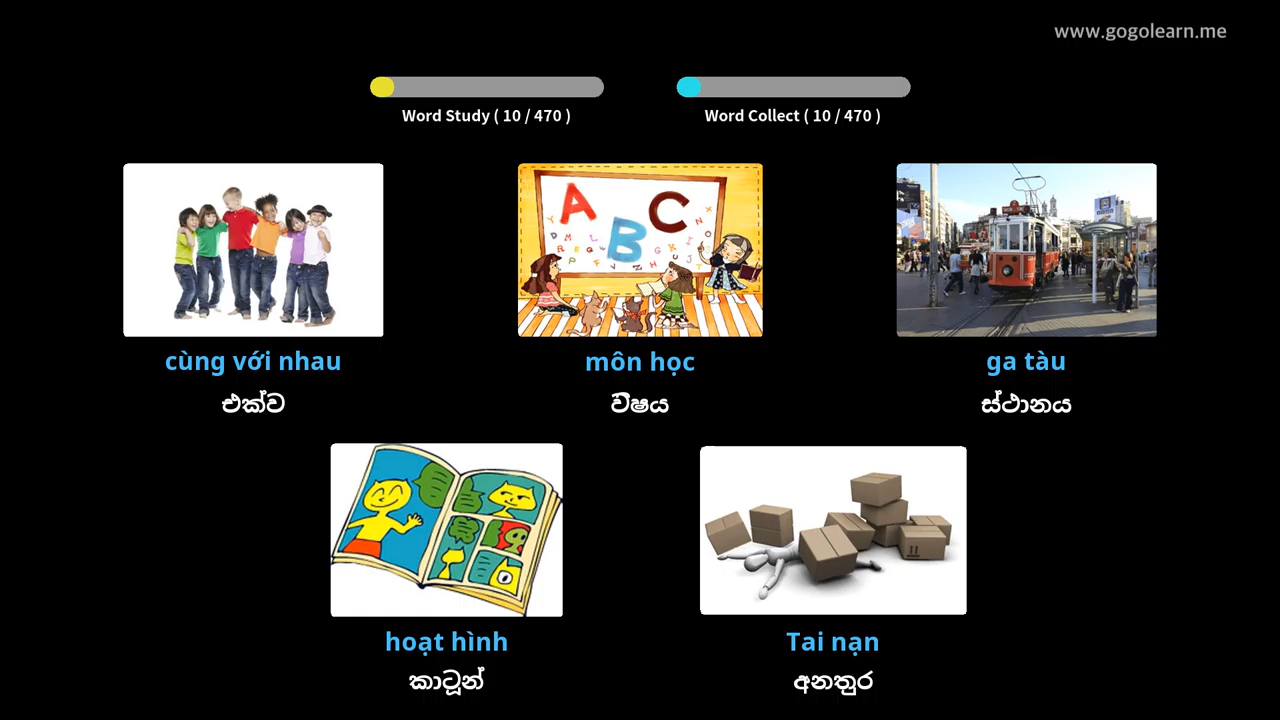 www.gogolearn.me
Word Study ( 10 / 470 )
Word Collect ( 10 / 470 )
A B C
cùng với nhau
එක්ව
môn học
විෂය
ga tàu
ස්ථානය
hoạt hình
කාටූන්
Tai nạn
අනතුර